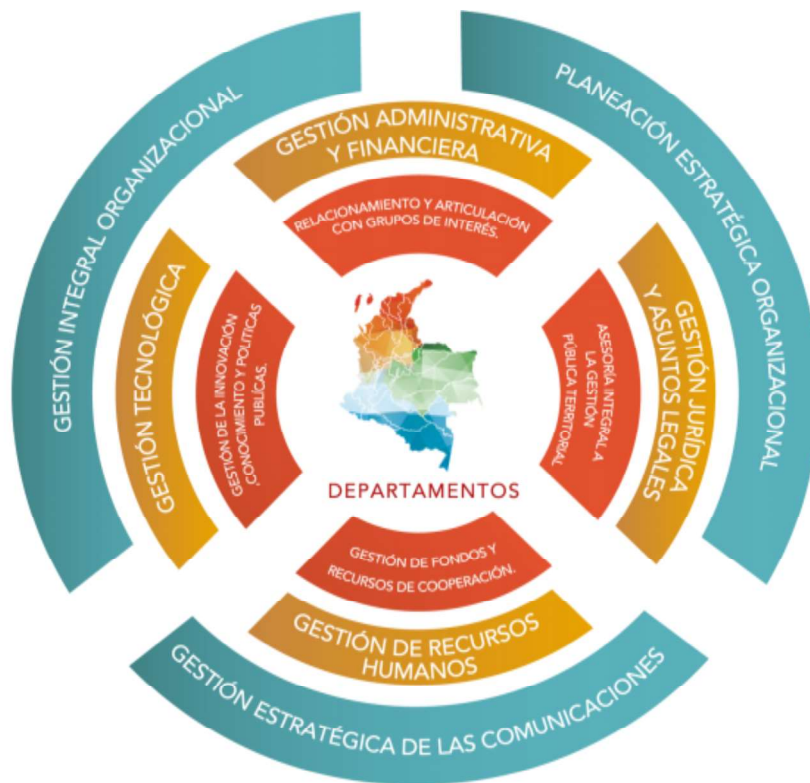 GESTIÓN INTEGRAL ORGANIZACIONAL
PLANEACIÓN ESTRATÉGICA ORGANIZACIONAL
GESTIÓN ADMINISTRATIVA
Y FINANCIERA
RELACIONAMIENTO Y ARTICULACIÓN
CON GRUPOS DE INTERÉS.
GESTIÓN TECNOLÓGICA
GESTIÓN DE LA INNOVACIÓN
,CONOCIMIENTO Y POLITICAS
PUBLICAS.
ASESORÍA INTEGRAL A
LA GESTIÓN
PÚBLICA TERRITORIAL
GESTIÓN JURÍDICA
Y ASUNTOS LEGALES
DEPARTAMENTOS
GESTIÓN DE FONDOS Y
RECURSOS DE COOPERACIÓN.
GESTIÓN DE RECURSOS
HUMANOS
GESTIÓN ESTRATÉGICA DE LAS COMUNICACIONES